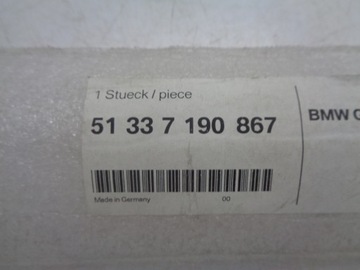 1 Stueck / piece
51 33 7 190 867
BMW
Made in Germany 00